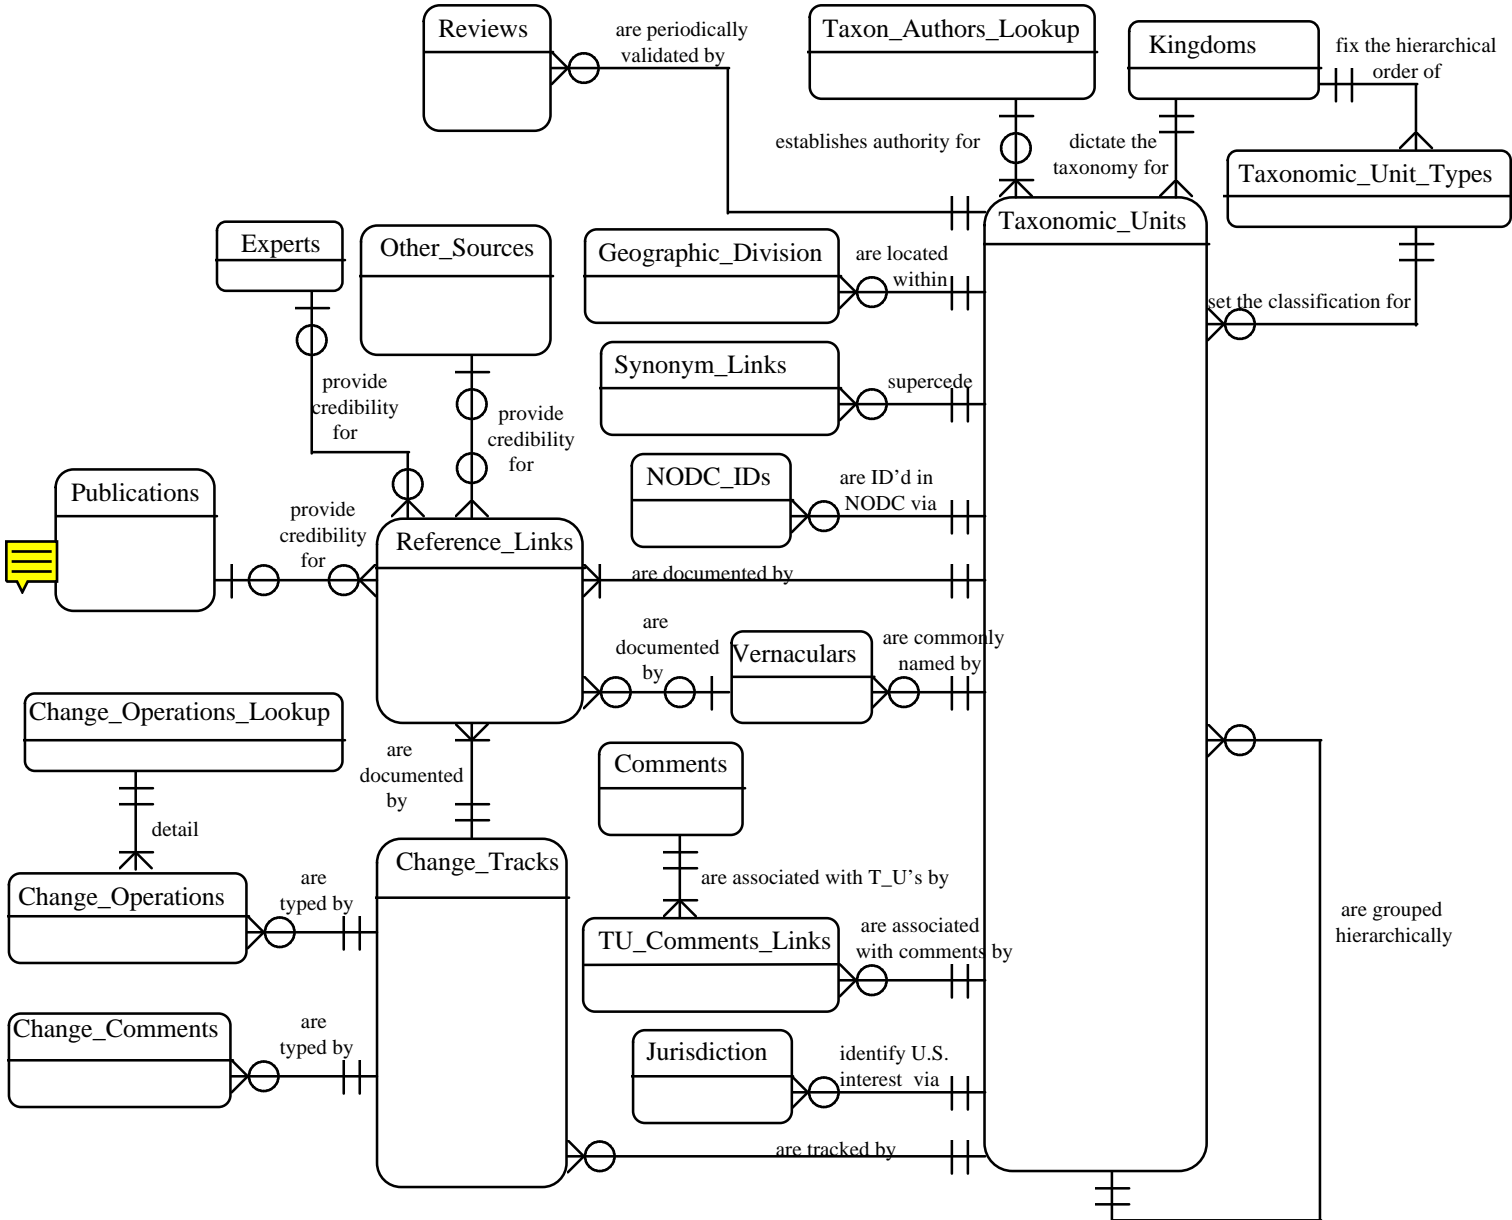 Reviews
are periodically
validated by
Taxon_Authors_Lookup
Kingdoms
fix the hierarchical
order of
establishes authority for
dictate the
taxonomy for
Taxonomic_Unit_Types
Taxonomic_Units
Experts
Other_Sources
Geographic_Division
are located
within
set the classification for
Synonym_Links
supercede
provide
credibility
for
provide
credibility
for
NODC_IDs
are ID’d in
NODC via
Publications
provide
credibility
for
Reference_Links
are documented by
are
documented
by
Vernaculars
are commonly
named by
Change_Operations_Lookup
are
documented
by
Comments
detail
Change_Tracks
are associated with T_U's by
Change_Operations
are
typed by
TU_Comments_Links
are associated
with comments by
are grouped
hierarchically
Change_Comments
are
typed by
Jurisdiction
identify U.S.
interest via
are tracked by